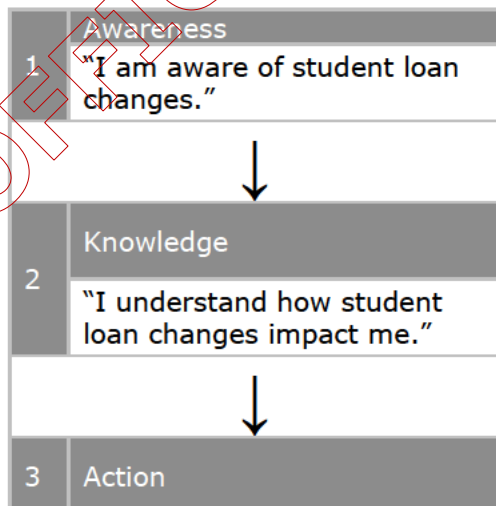 Awareness
1
“I am aware of student loan
changes.”
Knowledge
2
“I understand how student
loan changes impact me.”
3 Action